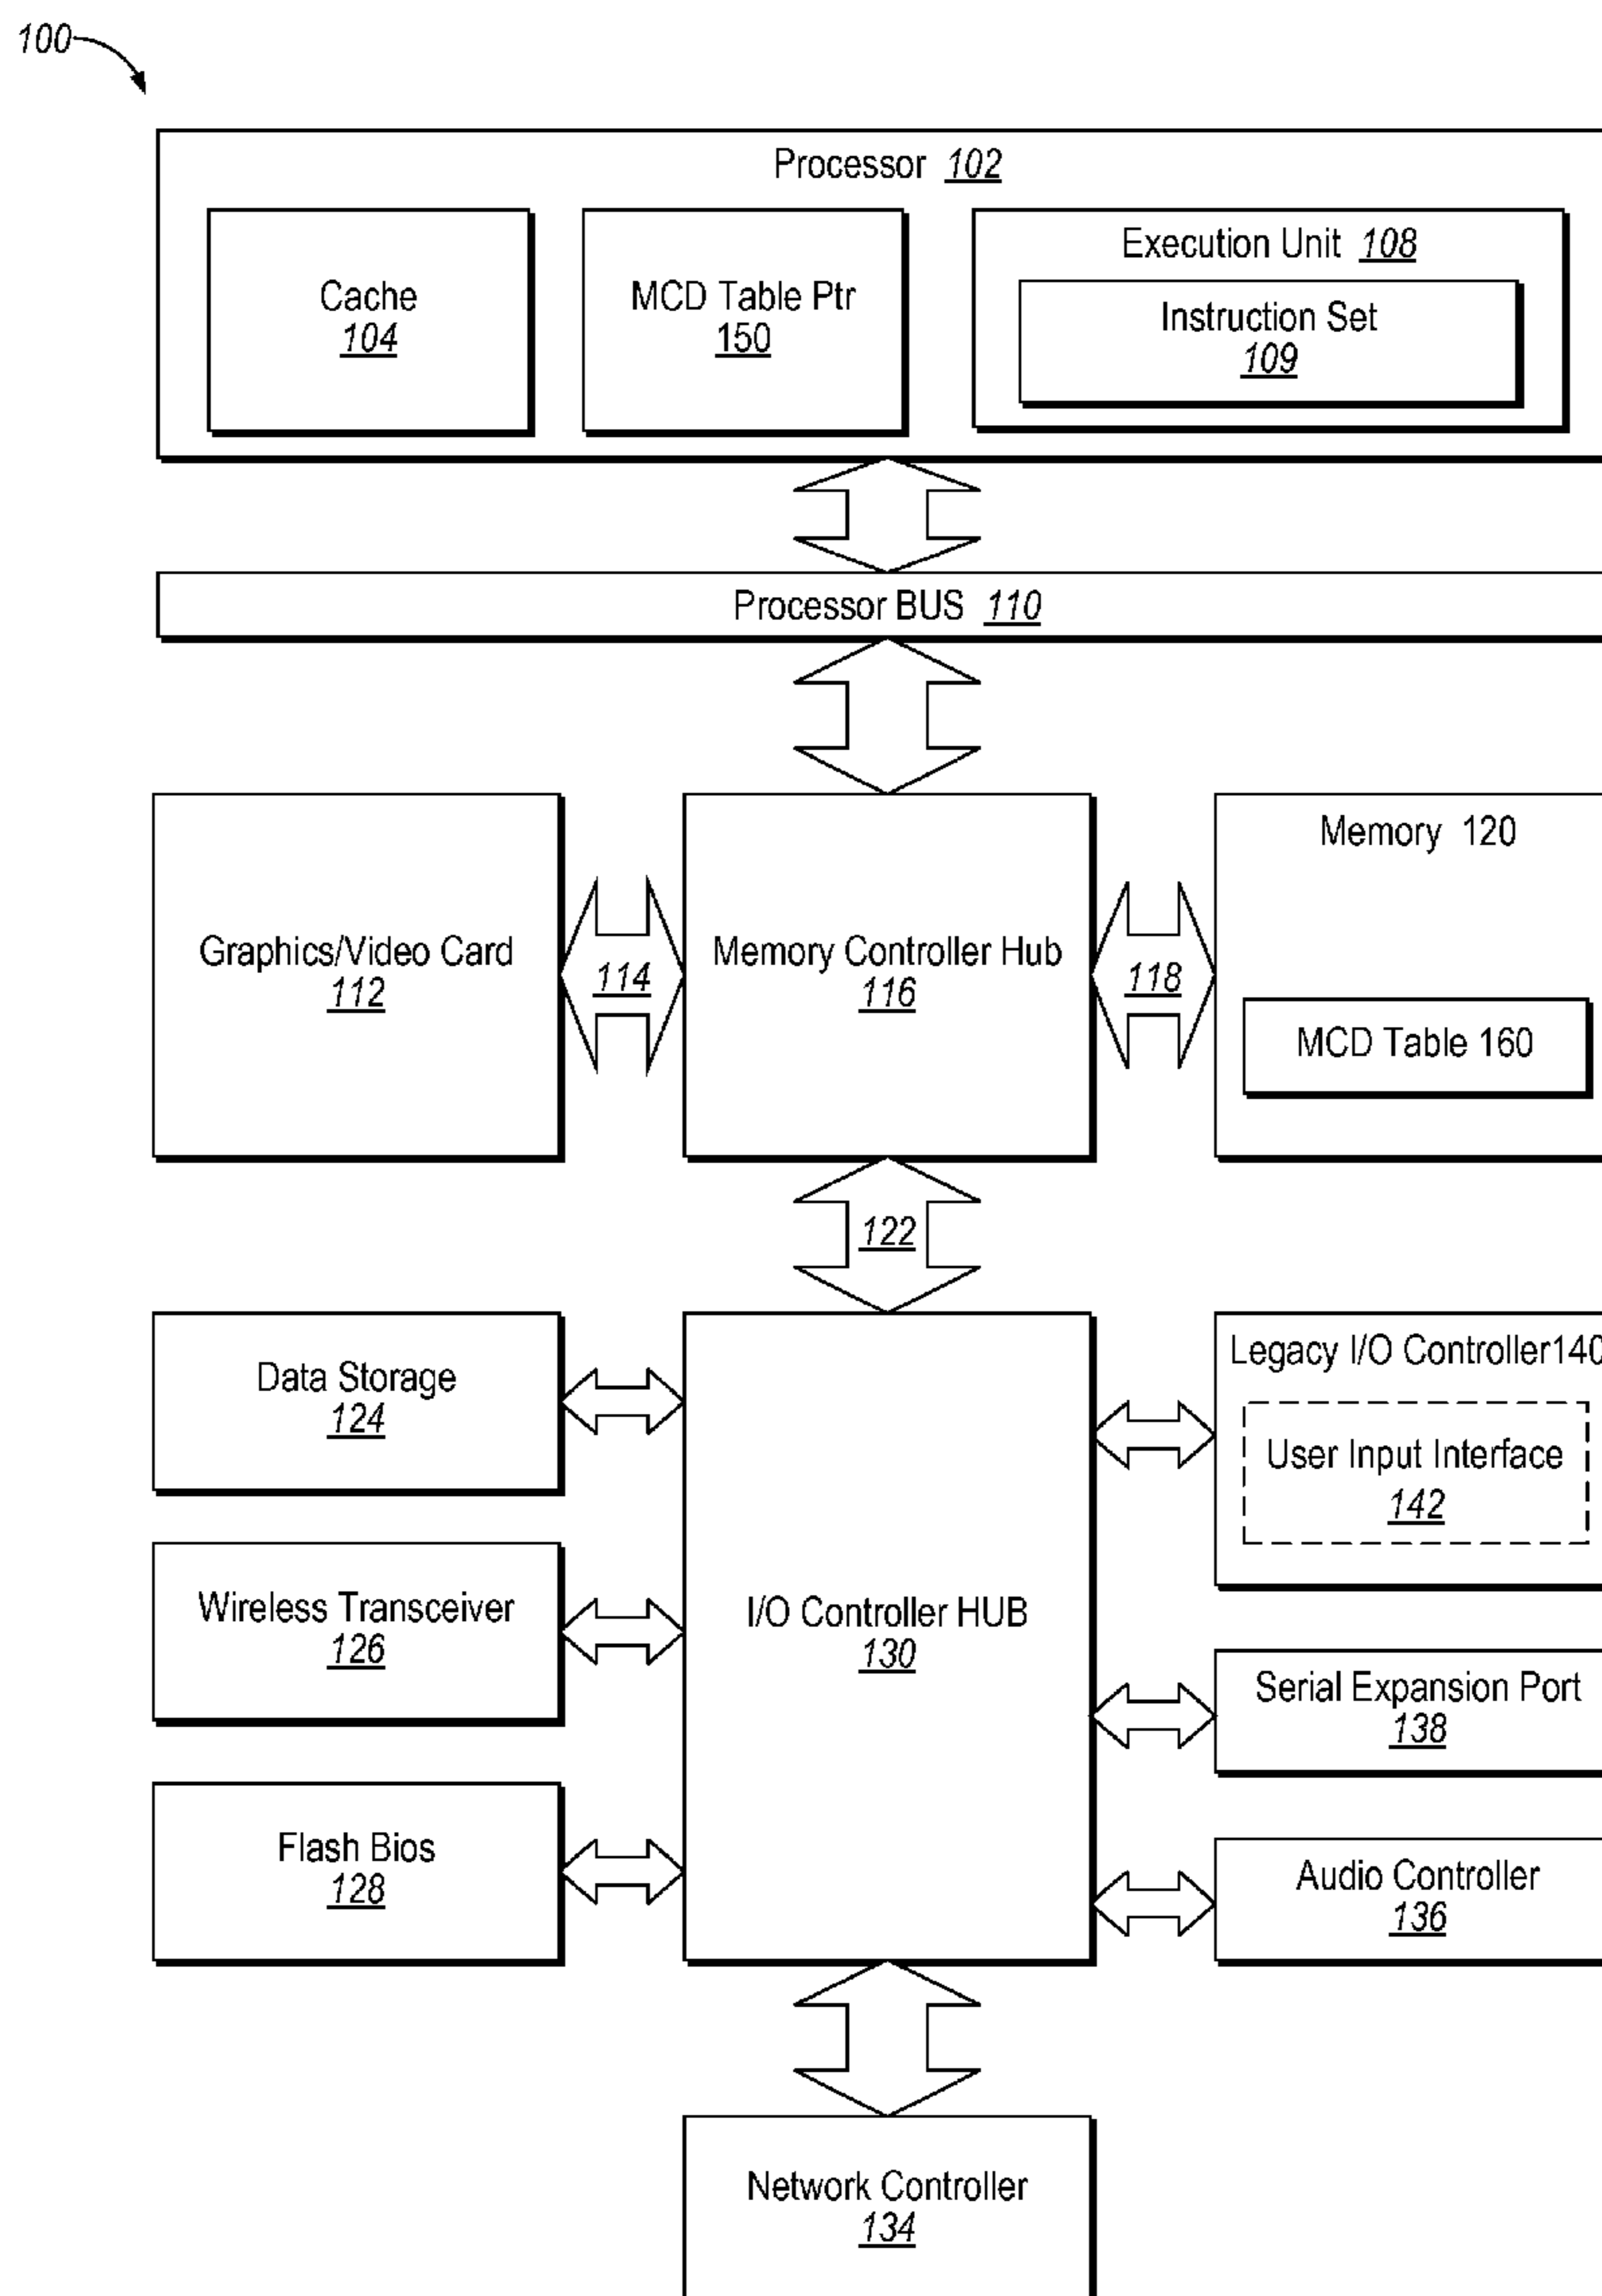 100
Processor 102
Cache
104
MCD Table Ptr
150
Execution Unit 108
Instruction Set
109
Processor BUS 110
Graphics/Video Card
112
114
Memory Controller Hub
116
118
Memory 120
MCD Table 160
122
Data Storage
124
Wireless Transceiver
126
Flash Bios
128
I/O Controller HUB
130
Legacy I/O Controller140
User Input Interface
142
Serial Expansion Port
138
Audio Controller
136
Network Controller
134